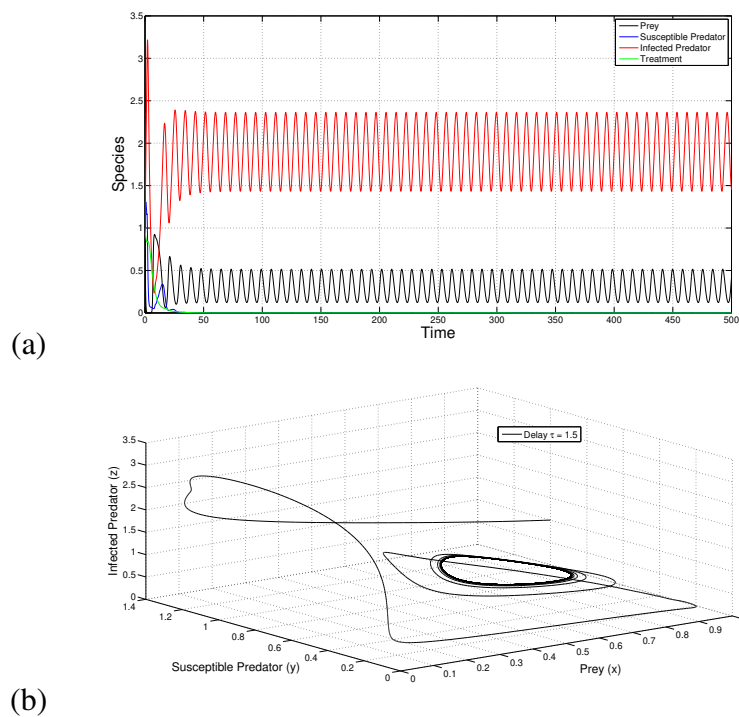 3.5
3
2.5
2
1.5
1
0.5
0
Species
Prey
Susceptible Predator
Infected Predator
Treatment
0 50 100 150 200 250 300 350 400 450 500
Time
(a)
Delay τ = 1.5
3.5
3
2.5
2
1.5
1
0.5
0
Infected Predator (z)
1.4
1.2
1
0.8
0.6
0.4
0.2
0
Susceptible Predator (y)
0 0.1 0.2 0.3 0.4 0.5 0.6 0.7 0.8 0.9
Prey (x)
(b)